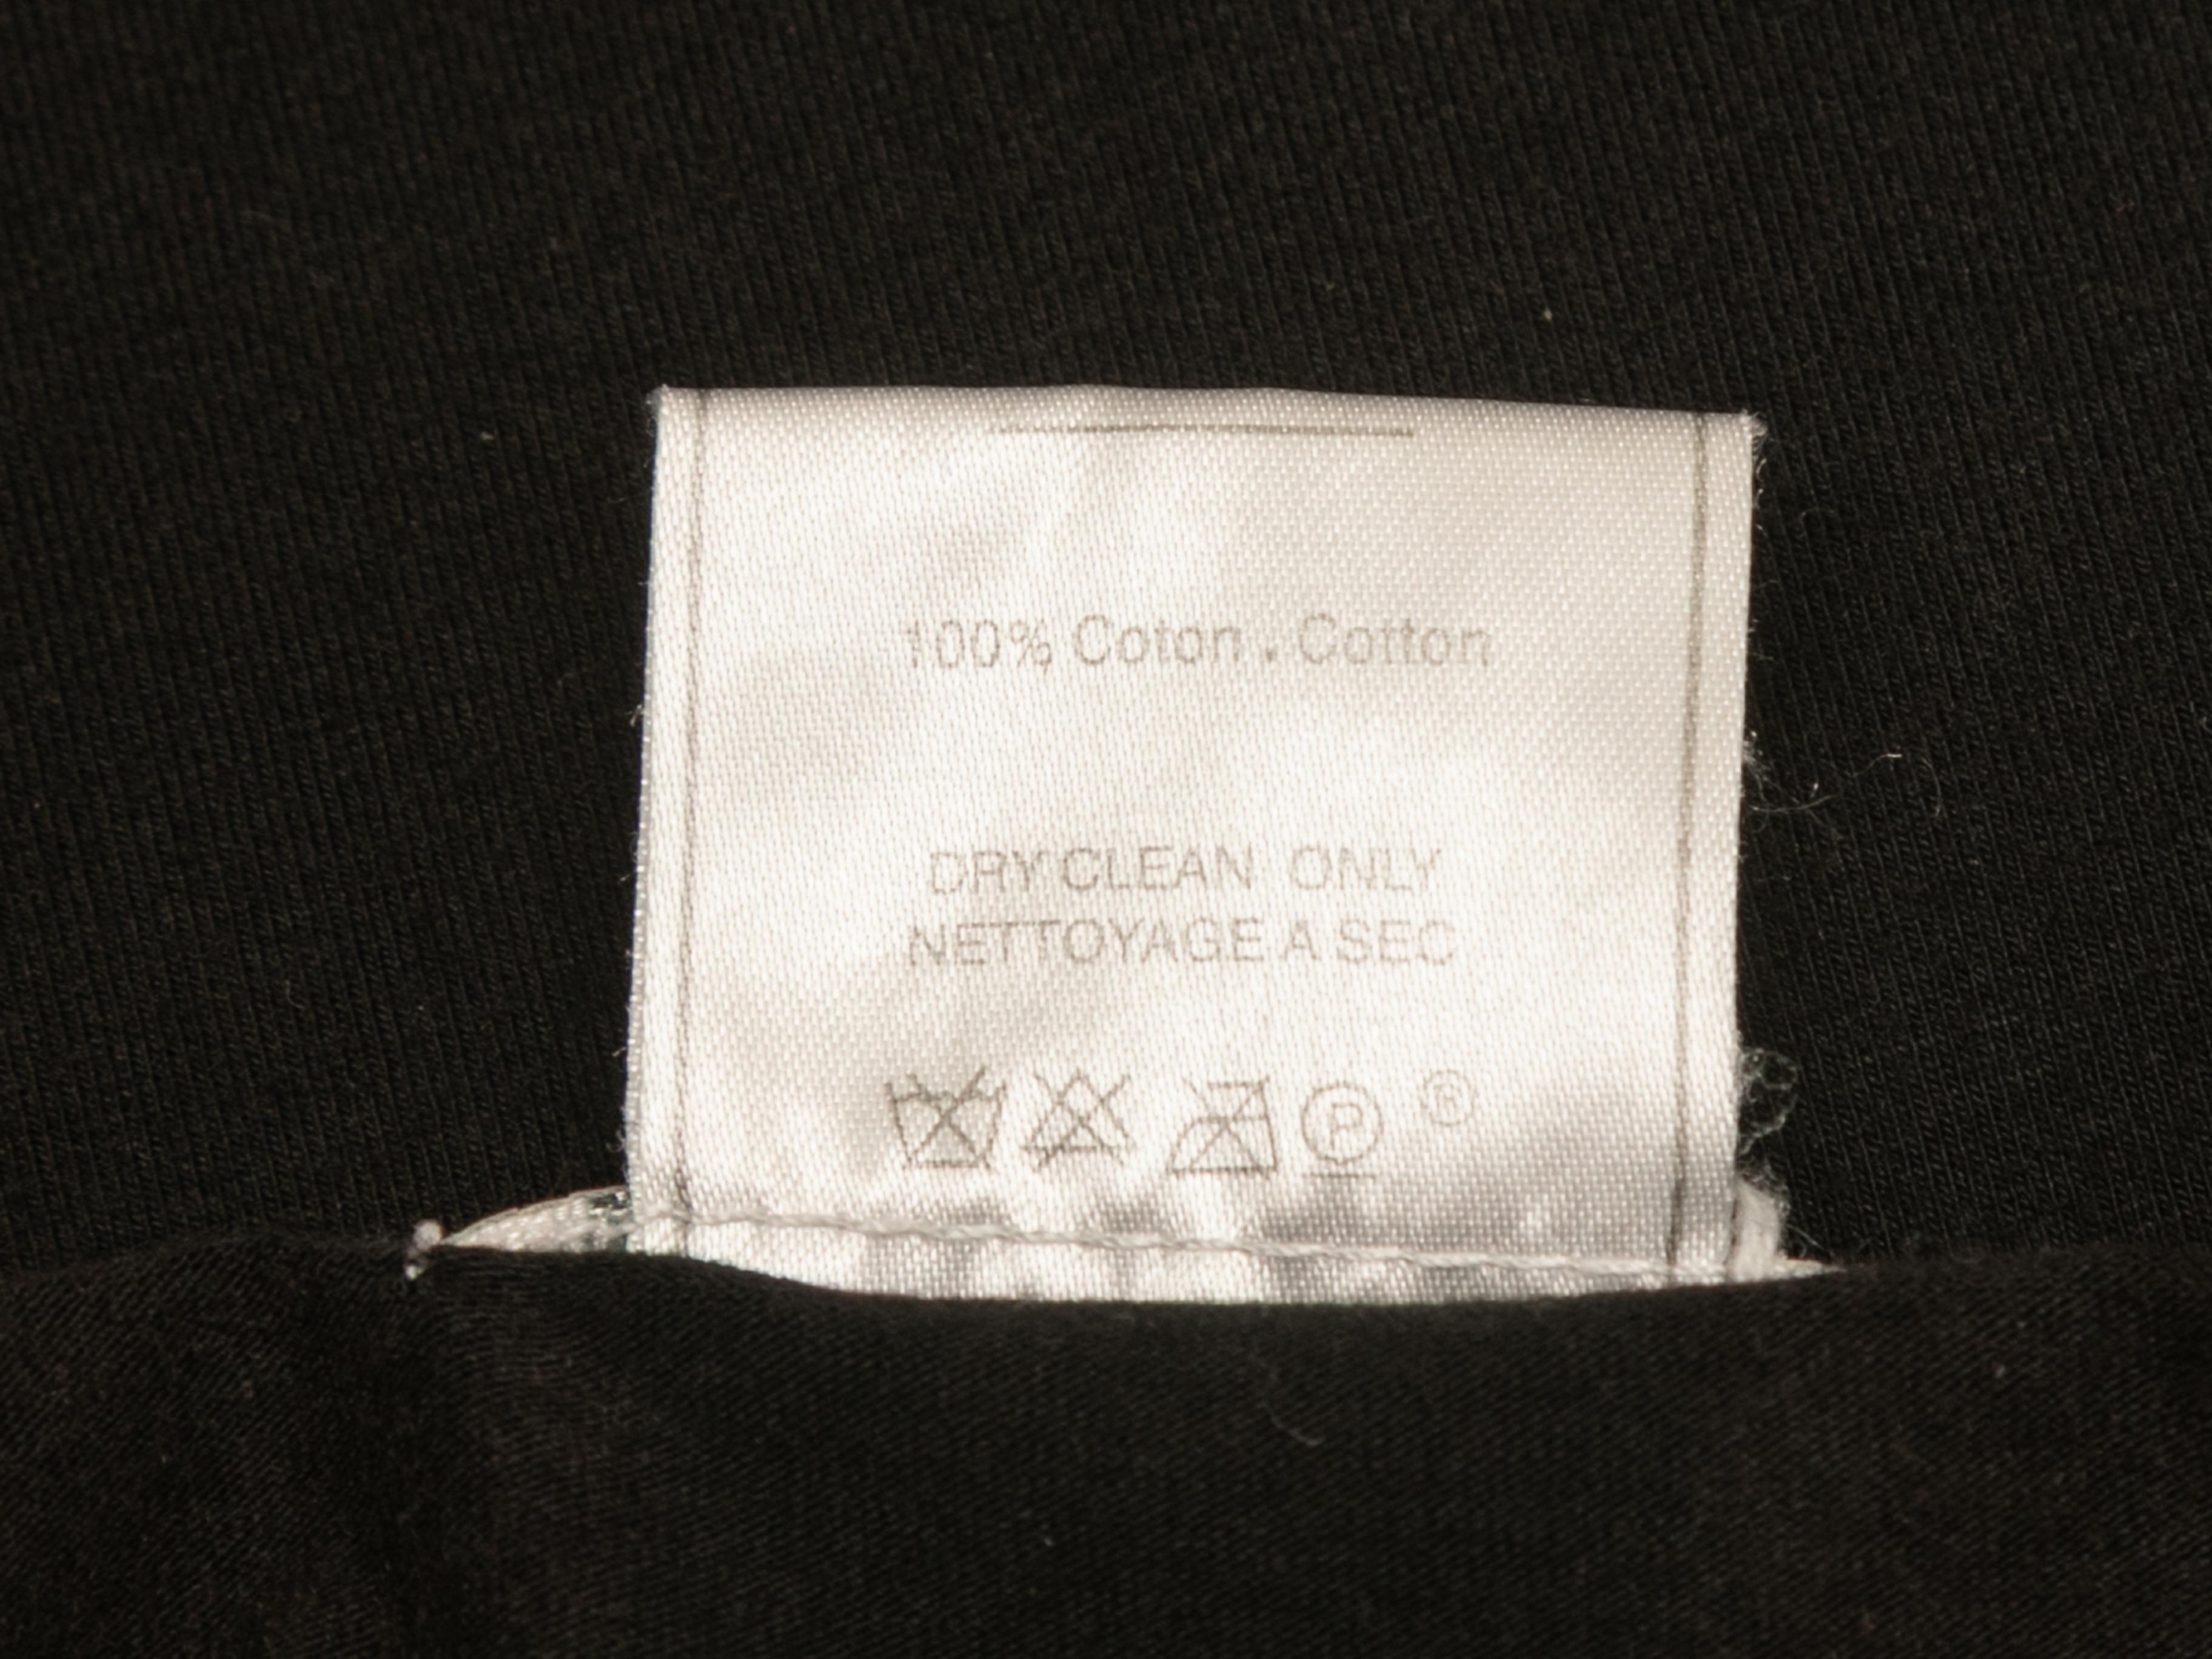 100% Coton . Cotton
DRY CLEAN ONLY
NETTOYAGE A SEC
P ®